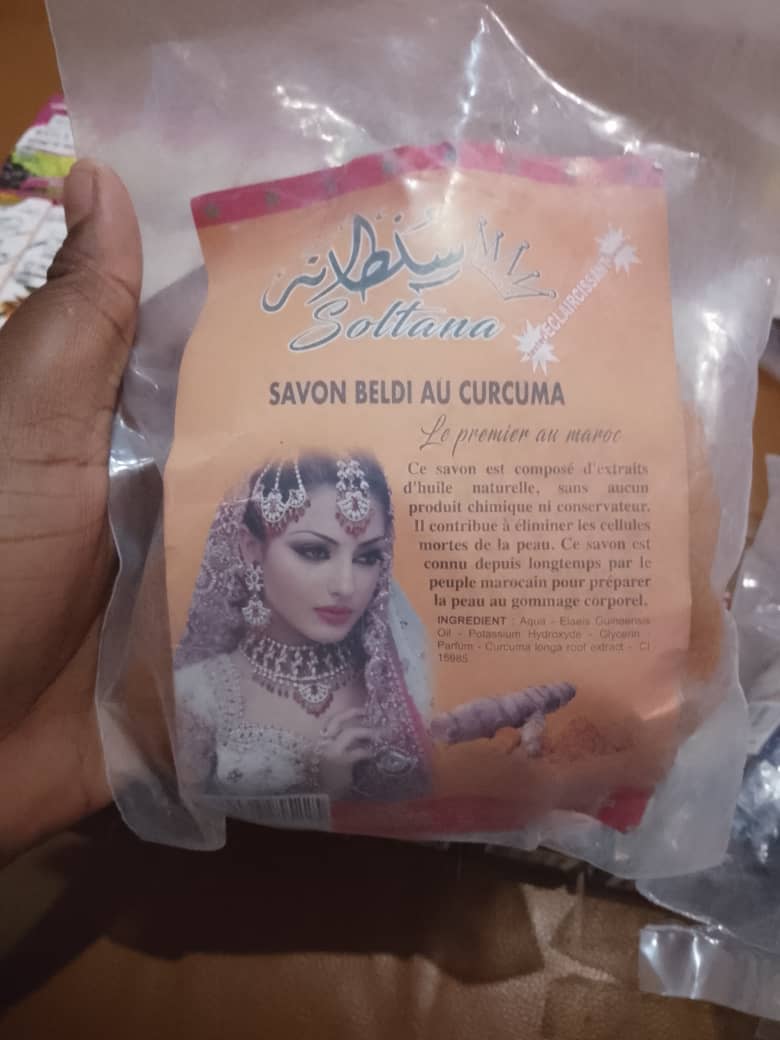 سلطانة
Soltana
ECLAIRCISSANT
SAVON BELDI AU CURCUMA
Le premier au maroc
Ce savon est composé d'extraits
d'huile naturelle, sans aucun
produit chimique ni conservateur.
Il contribue à éliminer les cellules
mortes de la peau. Ce savon est
connu depuis longtemps par le
peuple marocain pour préparer
la peau au gommage corporel.
INGREDIENT : Aqua - Elaeis Guineensis
Oil - Potassium Hydroxyde - Glycerin -
Parfum - Curcuma longa root extract - CI
15985